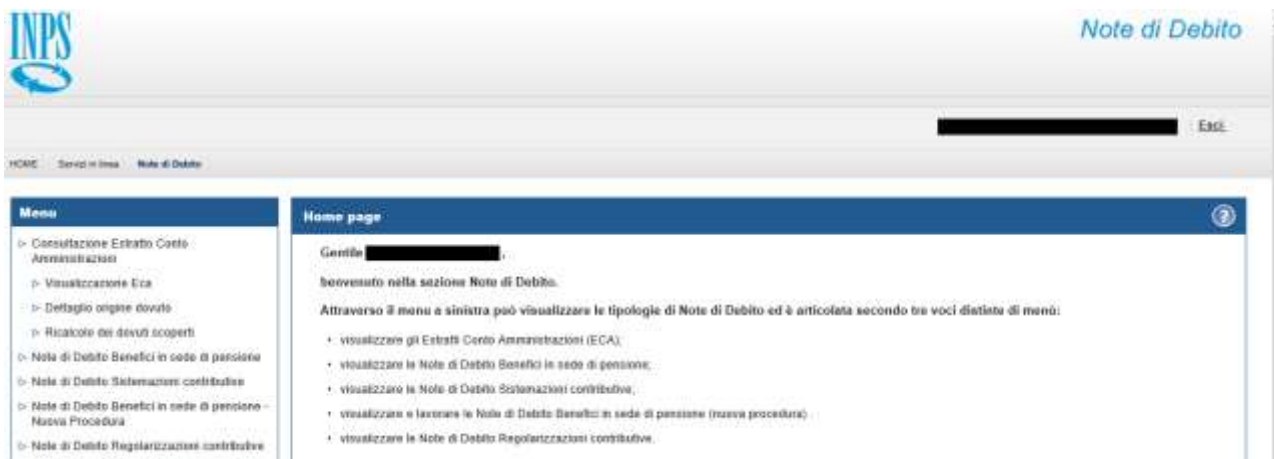 INPS
Note di Debito
Esci
HOME Servizi in linea Note di Debito
Menu
Consultazione Estratto Conto
Amministrazioni
Visualizzazione Eca
Dettaglio origine dovuto
Ricalcolo dei dovuti scoperti
Note di Debito Benefici in sede di pensione
Note di Debito Sistemazioni contributive
Note di Debito Benefici in sede di pensione -
Nuova Procedura
Note di Debito Regolarizzazioni contributive
Home page
?
Gentile ,
benvenuto nella sezione Note di Debito.
Attraverso il menu a sinistra può visualizzare le tipologie di Note di Debito ed è articolata secondo tre voci distinte di menù:
• visualizzare gli Estratti Conto Amministrazioni (ECA);
• visualizzare le Note di Debito Benefici in sede di pensione;
• visualizzare le Note di Debito Sistemazioni contributive;
• visualizzare e lavorare le Note di Debito Benefici in sede di pensione (nuova procedura)
• visualizzare le Note di Debito Regolarizzazioni contributive.